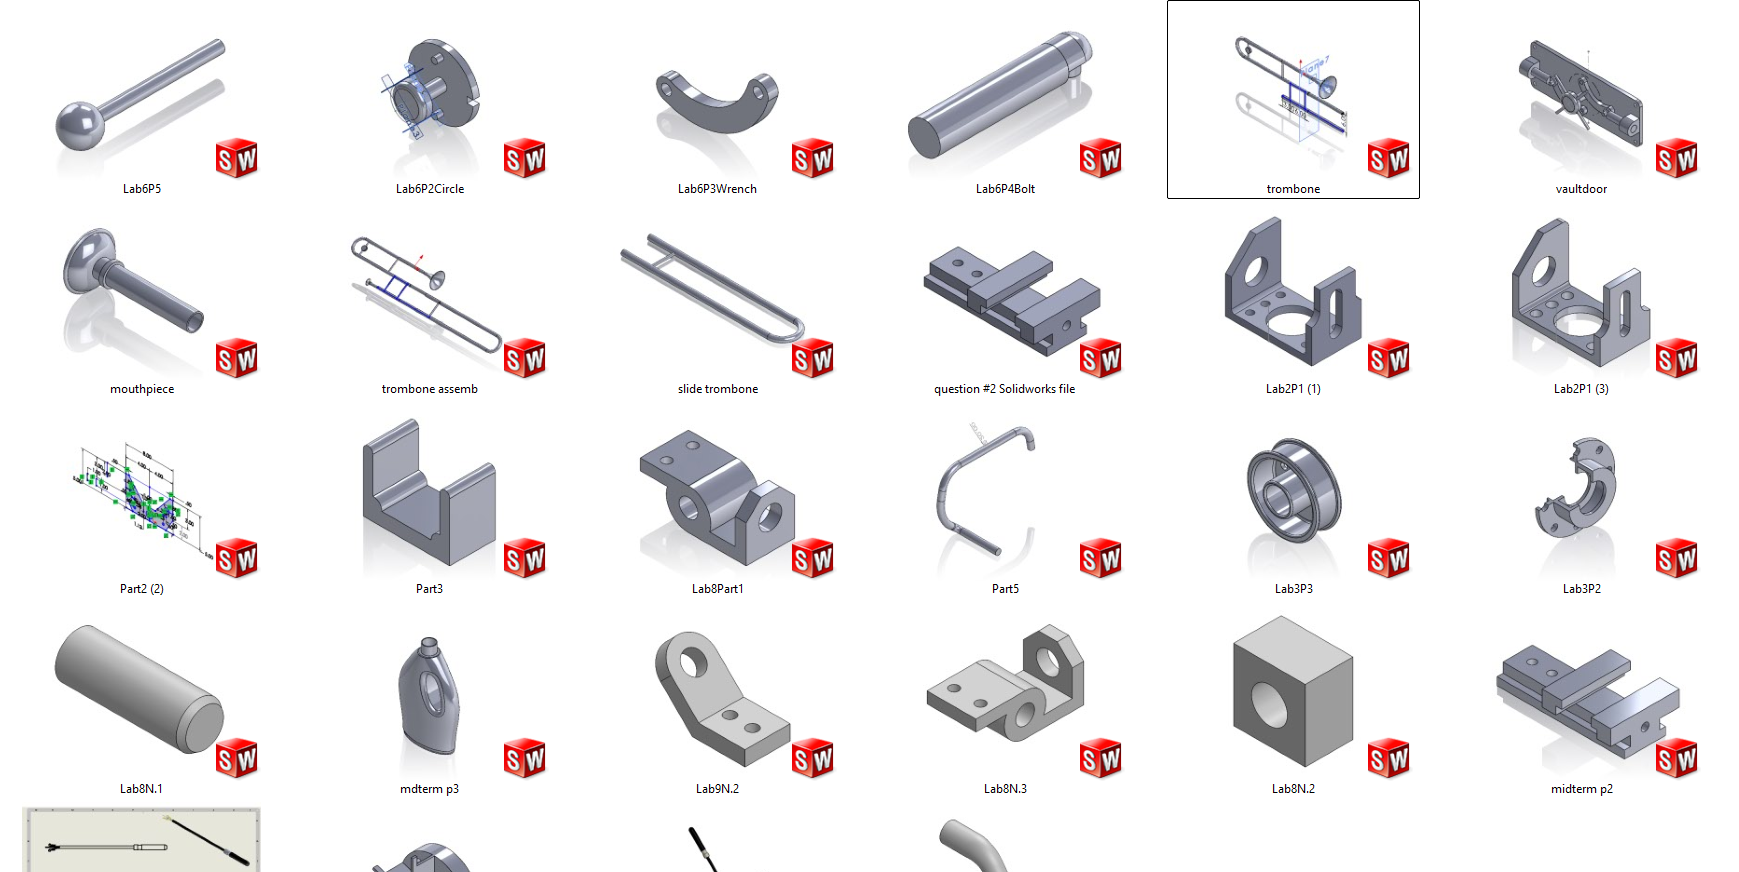 SW SW SW SW SW SW
Lab6P5 Lab6P2Circle Lab6P3Wrench Lab6P4Bolt trombone vaultdoor
SW SW SW SW SW SW
mouthpiece trombone assemb slide trombone question #2 Solidworks file Lab2P1 (1) Lab2P1 (3)
SW SW SW SW SW SW
Part2 (2) Part3 Lab8Part1 Part5 Lab3P3 Lab3P2
SW SW SW SW SW SW
Lab8N.1 mdterm p3 Lab9N.2 Lab8N.3 Lab8N.2 midterm p2